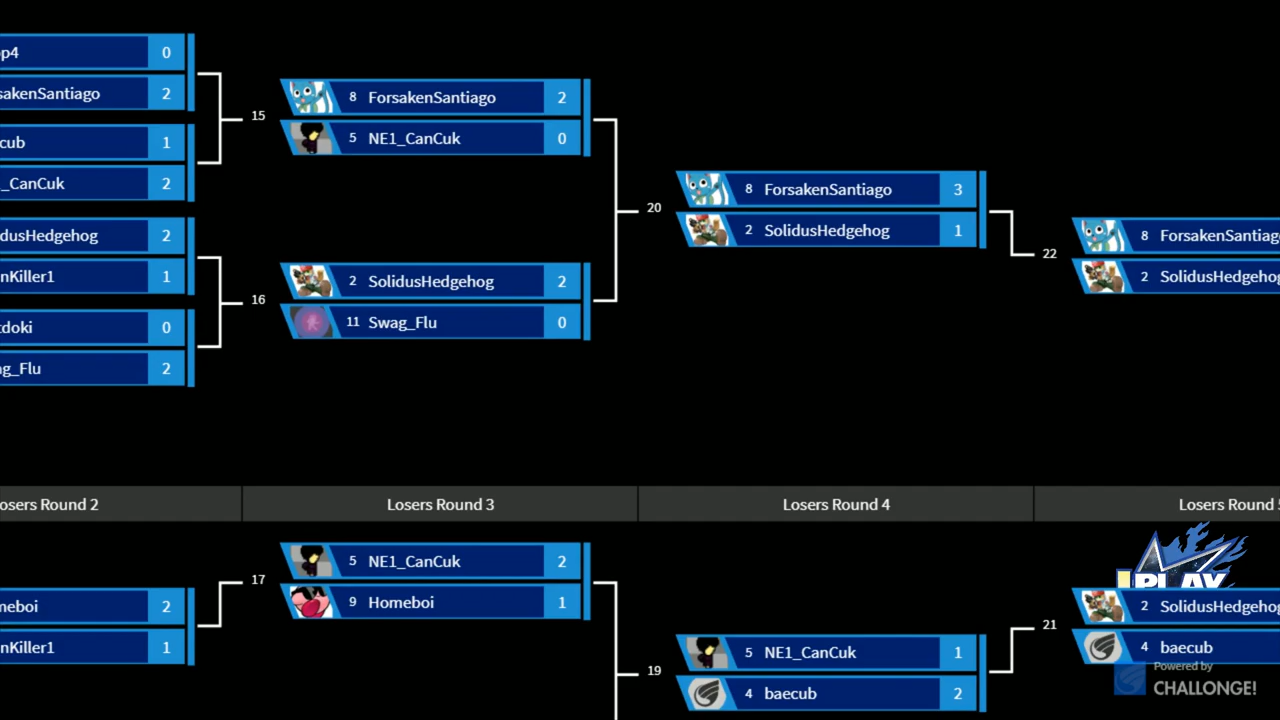 p4 0
sakenSantiago 2
cub 1
_CanCuk 2
dusHedgehog 2
nKiller1 1
doki 0
g_Flu 2
15
8 ForsakenSantiago 2
5 NE1_CanCuk 0
16
2 SolidusHedgehog 2
11 Swag_Flu 0
20
8 ForsakenSantiago 3
2 SolidusHedgehog 1
22
8 ForsakenSantiag
2 SolidusHedgehog
osers Round 2
Losers Round 3
Losers Round 4
Losers Round 5
meboi 2
nKiller1 1
17
5 NE1_CanCuk 2
9 Homeboi 1
19
5 NE1_CanCuk 1
4 baecub 2
21
I PLAY
2 SolidusHedgehog
4 baecub
Powered by
CHALLONGE!